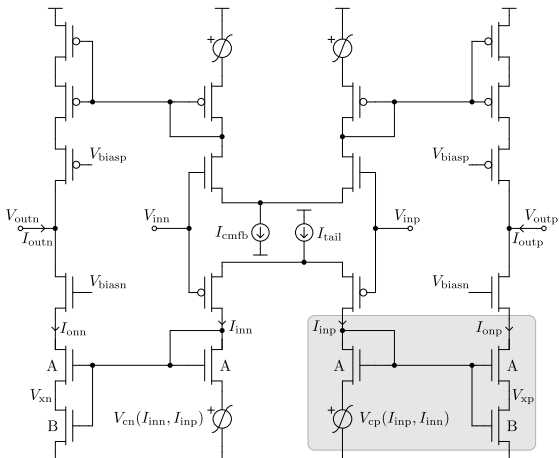 V_biasp
V_biasp
V_outn
V_inn
V_inp
V_outp
I_outn
I_cmfb
I_tail
I_outp
V_biasn
V_biasn
I_onn
I_inn
I_inp
I_onp
A
A
A
A
V_xn
V_cn(I_inn, I_inp)
V_cp(I_inp, I_inn)
V_xp
B
B